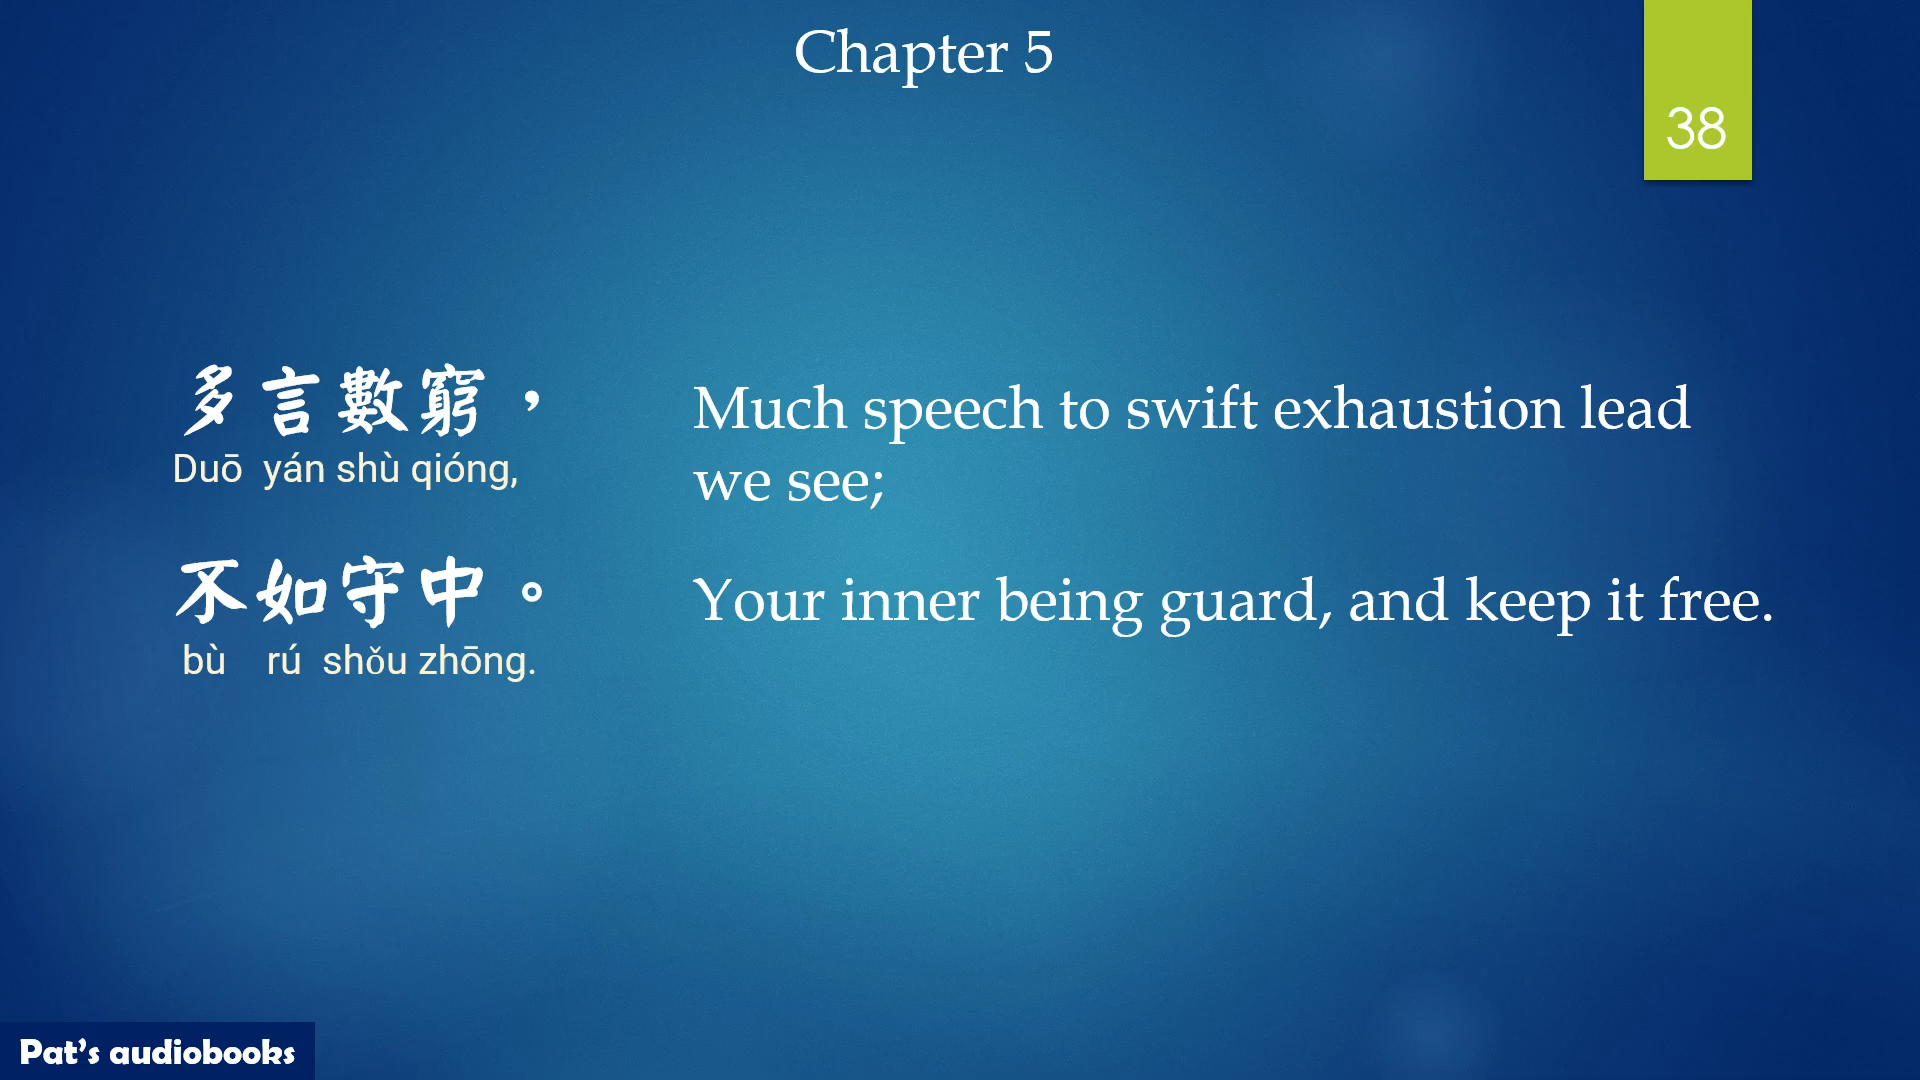 Chapter 5
38
多言數窮，
Duō yán shù qióng,
Much speech to swift exhaustion lead
we see;
不如守中。
bù rú shǒu zhōng.
Your inner being guard, and keep it free.
Pat's audiobooks